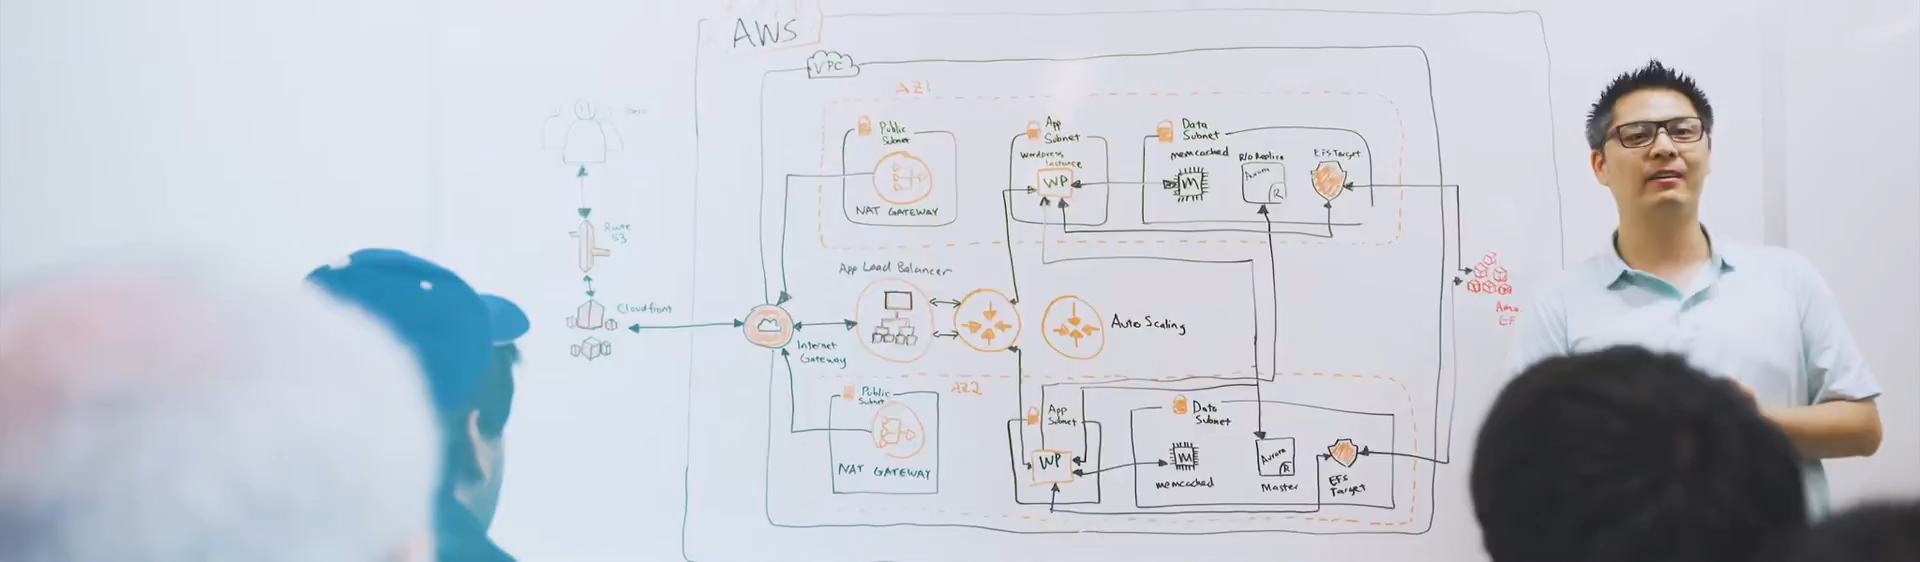 AWS
VPC
AZ1
Public
Subnet
NAT GATEWAY
App
Subnet
Wordpress
Instance
WP
Data
Subnet
memcached
M
R/O Replica
R
EFS Target
Route
53
Cloudfront
Internet
Gateway
App Load Balancer
Auto Scaling
AZ2
Public
Subnet
NAT GATEWAY
App
Subnet
WP
Data
Subnet
memcached
M
R
Master
EFS
Target